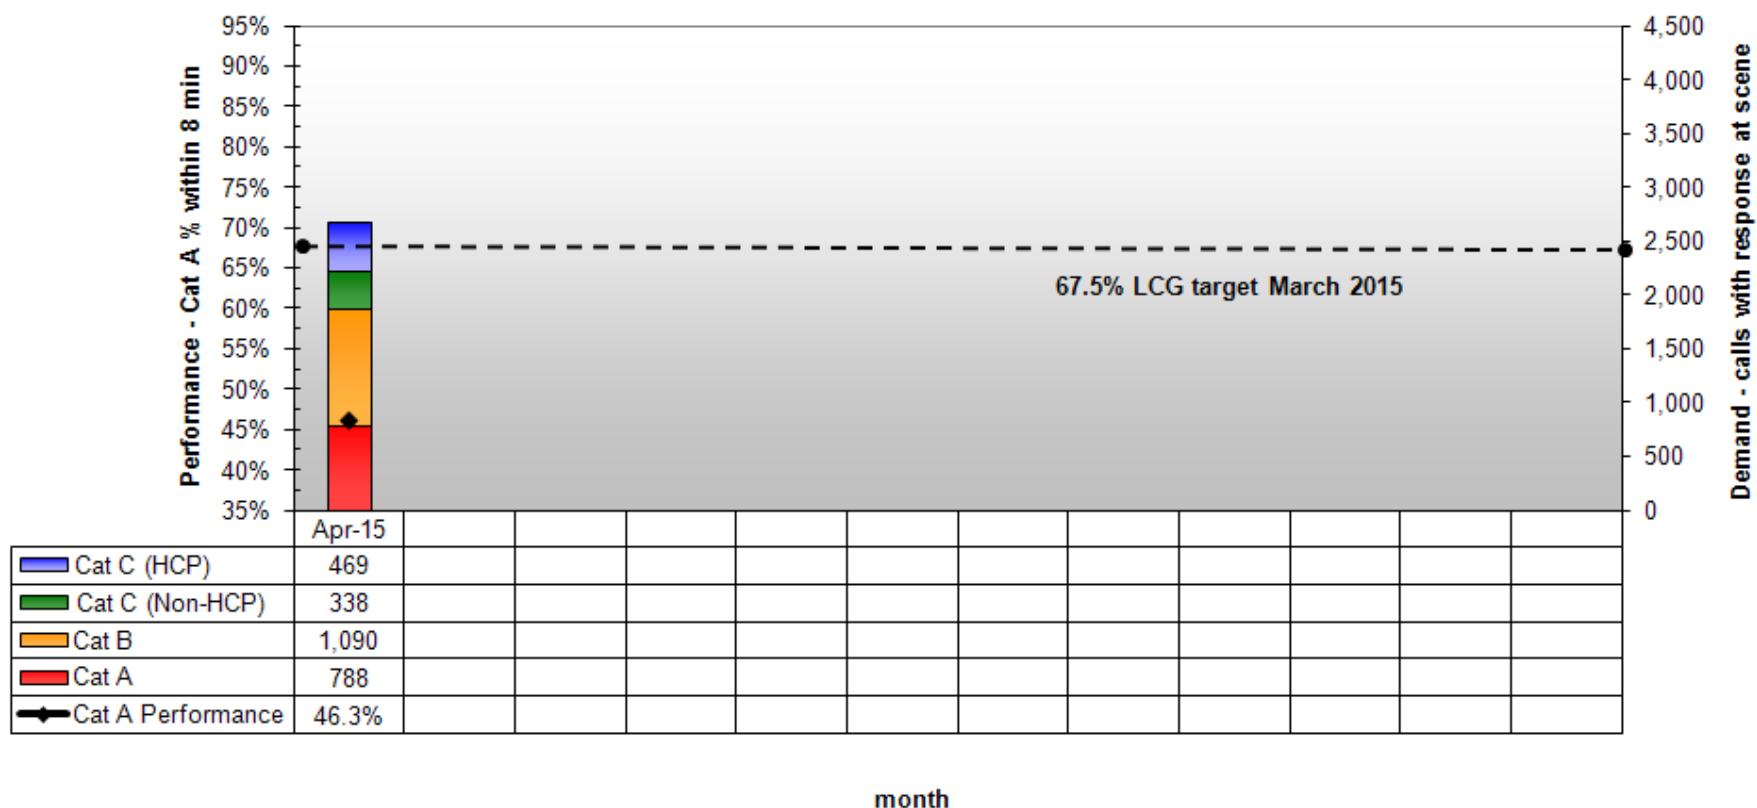 95%
90%
85%
80%
75%
70%
65%
60%
55%
50%
45%
40%
35%
Performance - Cat A % within 8 min
4,500
4,000
3,500
3,000
2,500
2,000
1,500
1,000
500
0
Demand - calls with response at scene
67.5% LCG target March 2015
Apr-15
Cat C (HCP) 469
Cat C (Non-HCP) 338
Cat B 1,090
Cat A 788
Cat A Performance 46.3%
month